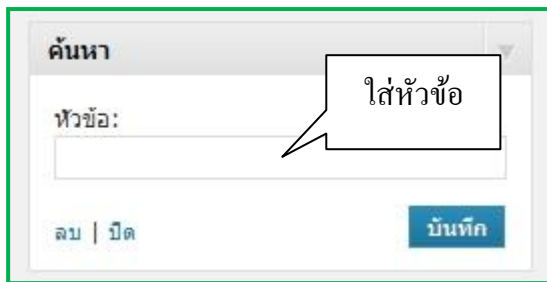 ค้นหา
ใส่หัวข้อ
หัวข้อ:
ลบ | ปิด
บันทึก